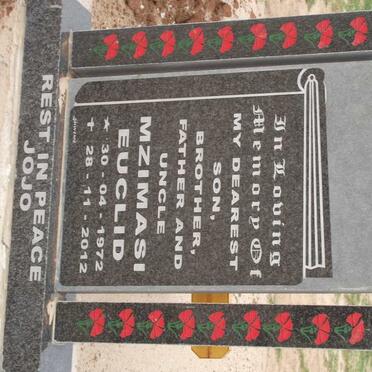 In Loving
Memory Of
MY DEAREST
SON,
BROTHER,
FATHER AND
UNCLE
MZIMASI
EUCLID
★ 30 - 04 - 1972
✝ 28 - 11 - 2012
REST IN PEACE
JOJO